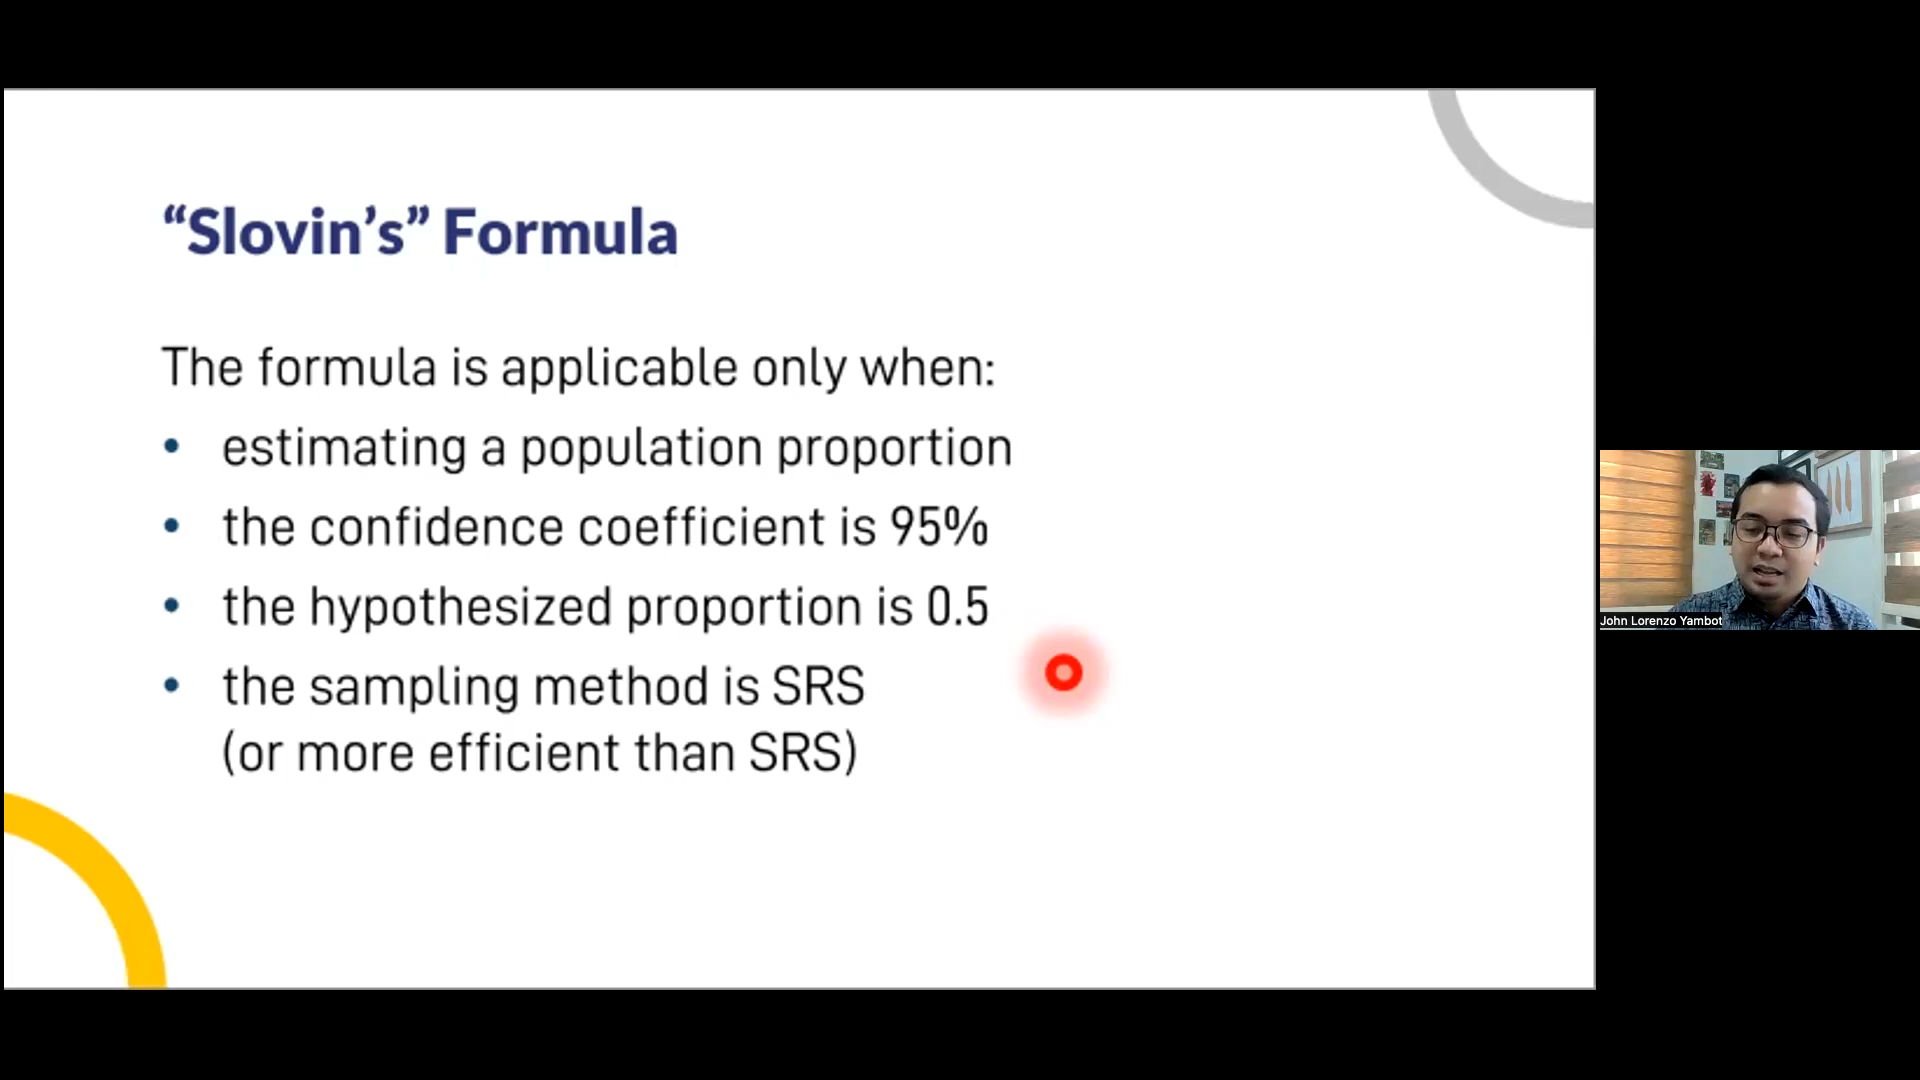 “Slovin’s” Formula
The formula is applicable only when:
• estimating a population proportion
• the confidence coefficient is 95%
• the hypothesized proportion is 0.5
• the sampling method is SRS
(or more efficient than SRS)
John Lorenzo Yambot